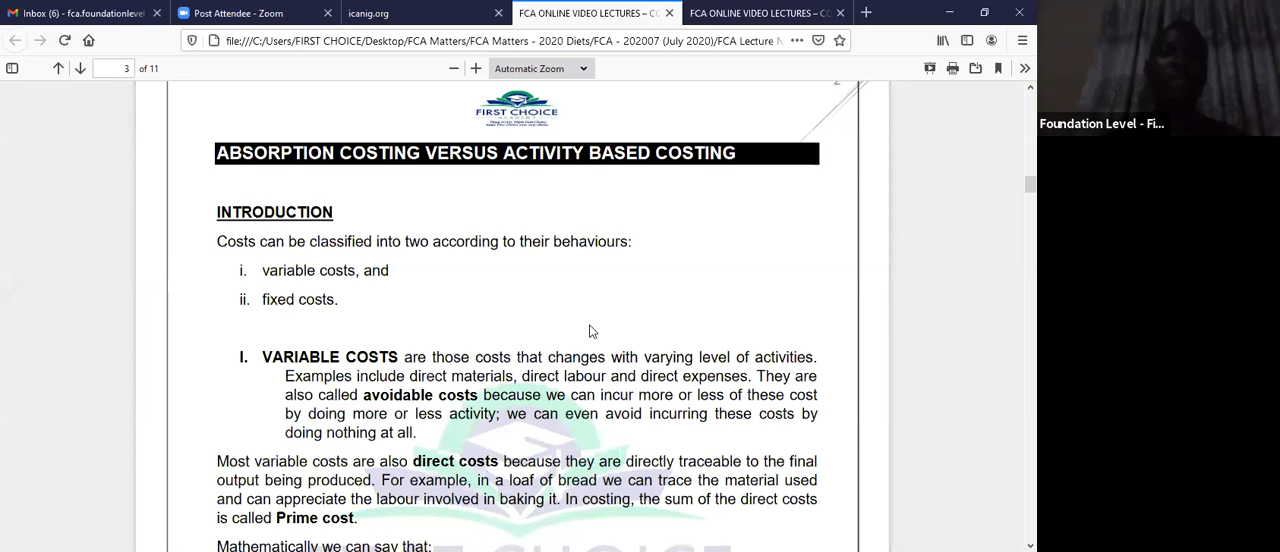 Inbox (6) - fca.foundationlevel
Post Attendee - Zoom
icanig.org
FCA ONLINE VIDEO LECTURES – CO
FCA ONLINE VIDEO LECTURES – CO
file:///C:/Users/FIRST CHOICE/Desktop/FCA Matters/FCA Matters - 2020 Diets/FCA - 202007 (July 2020)/FCA Lecture N
3 of 11
Automatic Zoom
Foundation Level - Fi...
2
FIRST CHOICE
ABSORPTION COSTING VERSUS ACTIVITY BASED COSTING
INTRODUCTION
Costs can be classified into two according to their behaviours:
i. variable costs, and
ii. fixed costs.
I. VARIABLE COSTS are those costs that changes with varying level of activities.
Examples include direct materials, direct labour and direct expenses. They are
also called avoidable costs because we can incur more or less of these cost
by doing more or less activity; we can even avoid incurring these costs by
doing nothing at all.
Most variable costs are also direct costs because they are directly traceable to the final
output being produced. For example, in a loaf of bread we can trace the material used
and can appreciate the labour involved in baking it. In costing, the sum of the direct costs
is called Prime cost.
Mathematically we can say that: